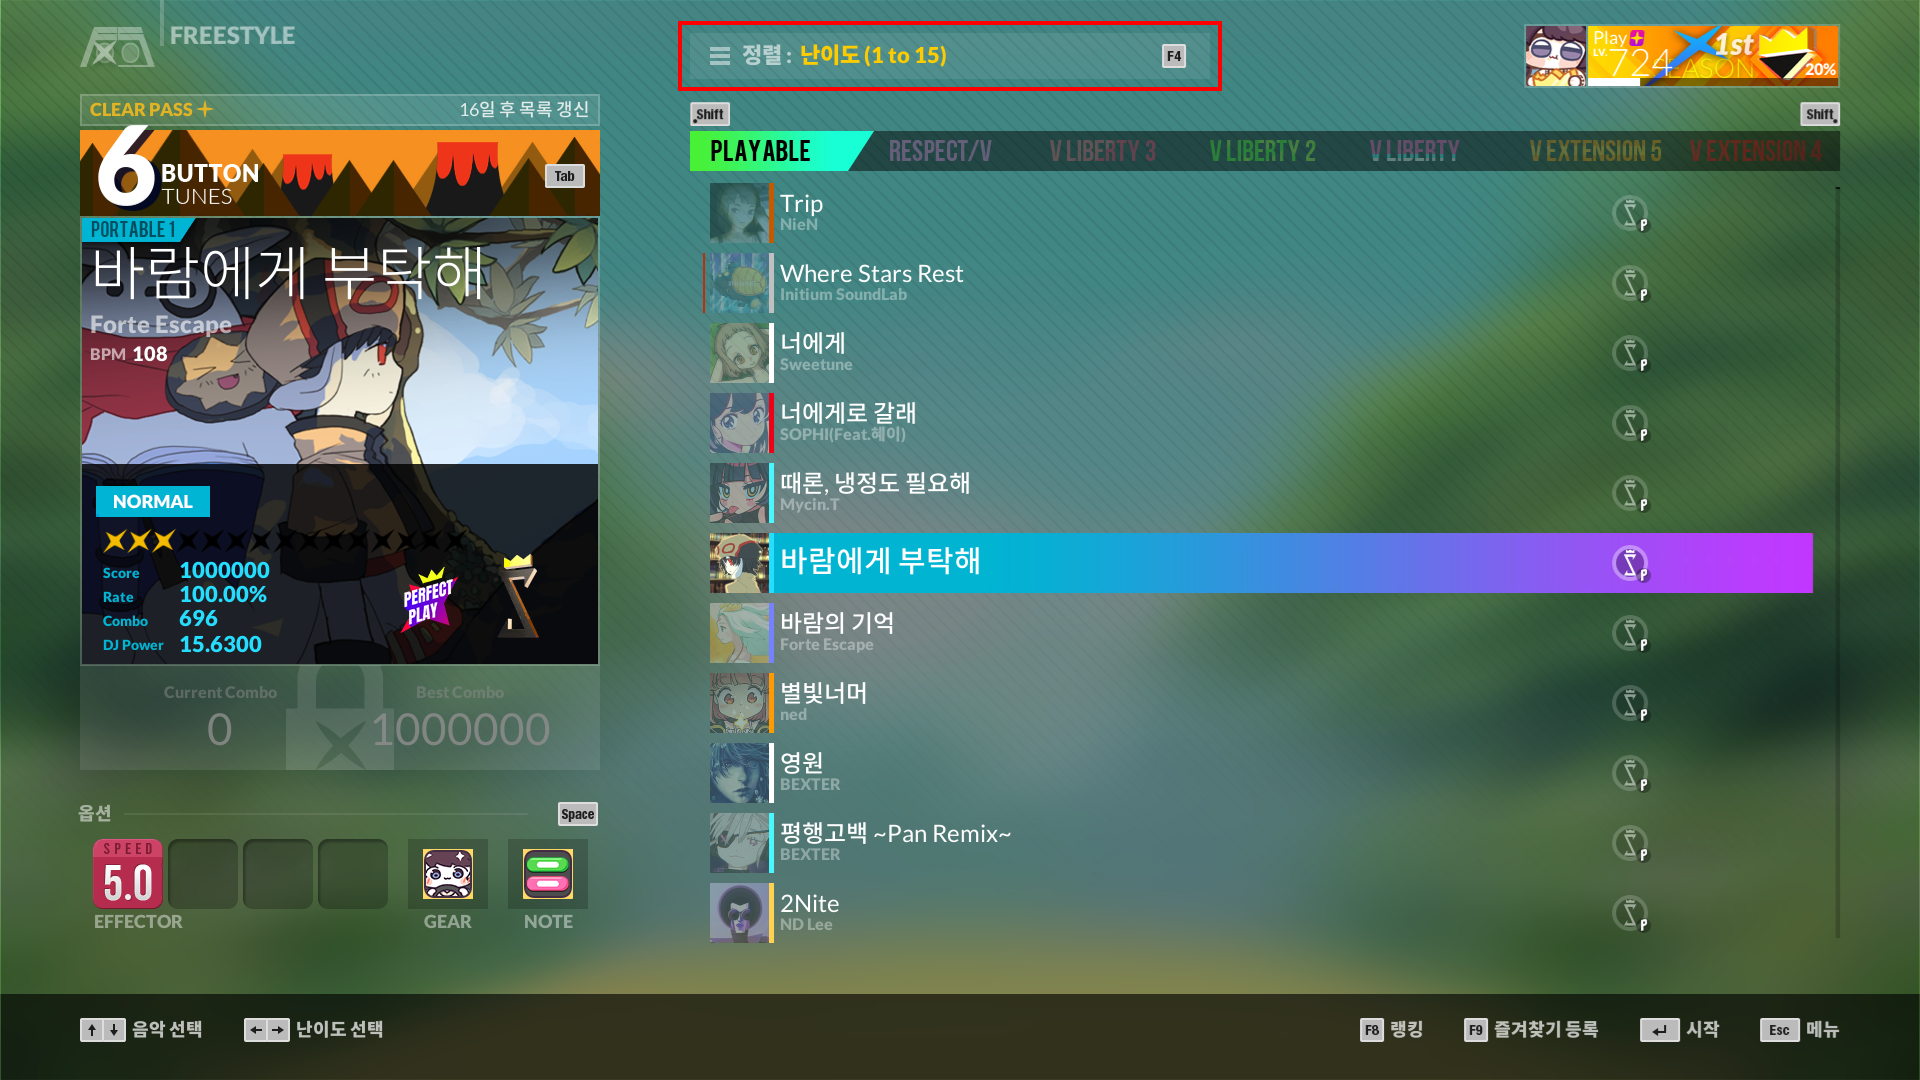 FREESTYLE
정렬 : 난이도 (1 to 15)
F4
Play
Lv. 724
1st
20%
CLEAR PASS
16일 후 목록 갱신
6 BUTTON
TUNES
Tab
PORTABLE 1
바람에게 부탁해
Forte Escape
BPM 108
NORMAL
Score 1000000
Rate 100.00%
Combo 696
DJ Power 15.6300
PERFECT
PLAY
Current Combo
0
Best Combo
1000000
옵션
Space
SPEED
5.0
EFFECTOR
GEAR
NOTE
Shift
Shift
PLAYABLE
RESPECT/V
V LIBERTY 3
V LIBERTY 2
V LIBERTY
V EXTENSION 5
V EXTENSION 4
Trip
NieN
P
Where Stars Rest
Initium SoundLab
P
너에게
Sweetune
P
너에게로 갈래
SOPHI(Feat.혜이)
P
때론, 냉정도 필요해
Mycin.T
P
바람에게 부탁해
P
바람의 기억
Forte Escape
P
별빛너머
ned
P
영원
BEXTER
P
평행고백 ~Pan Remix~
BEXTER
P
2Nite
ND Lee
P
음악 선택
난이도 선택
F8 랭킹
F9 즐겨찾기 등록
시작
Esc 메뉴